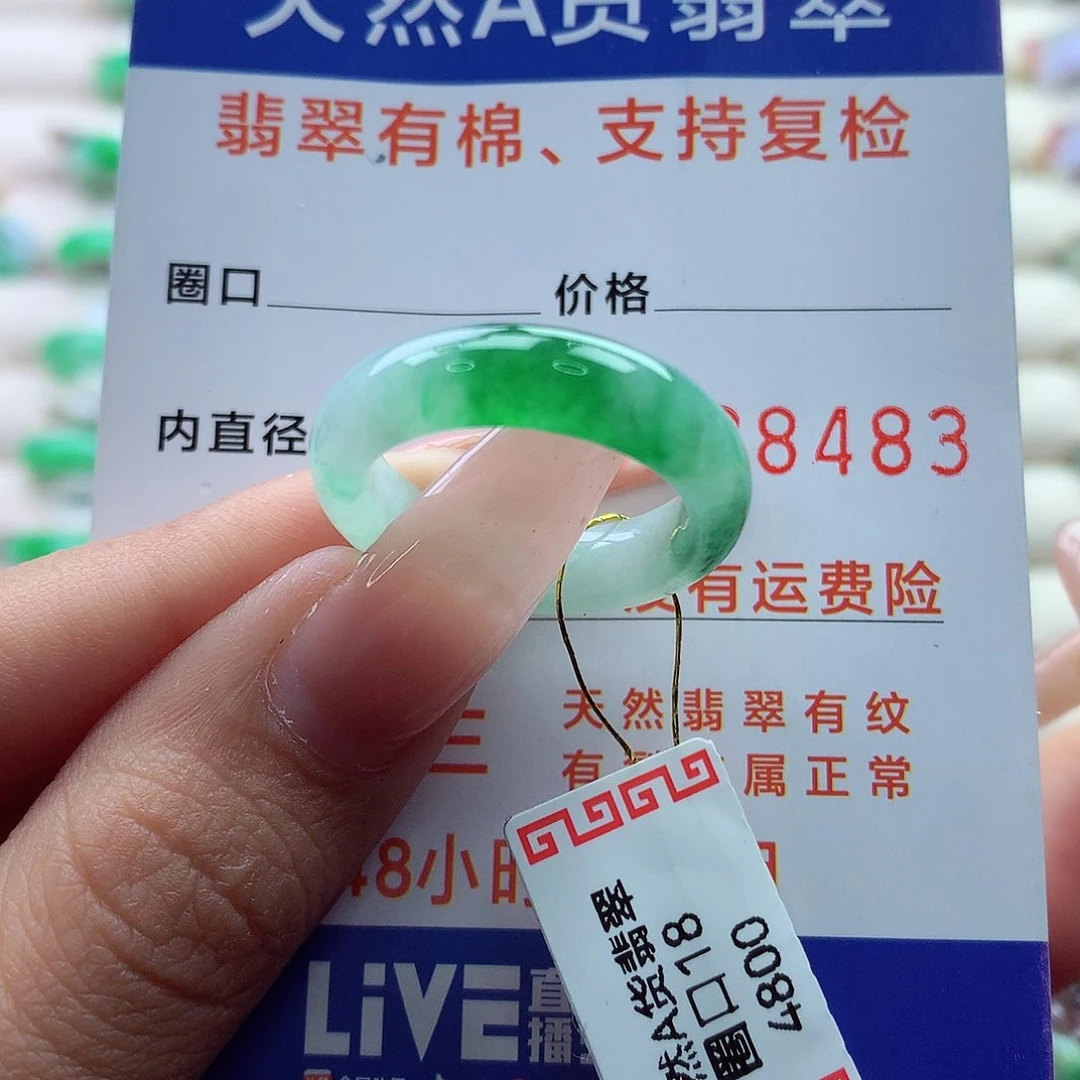 天然A货翡翠
翡翠有棉、支持复检
圈口 价格
内直径 8483
有运费险
三 天然翡翠有纹
有 属正常
48小时
LiVE 直播
然A货翡翠
圈口18
4800